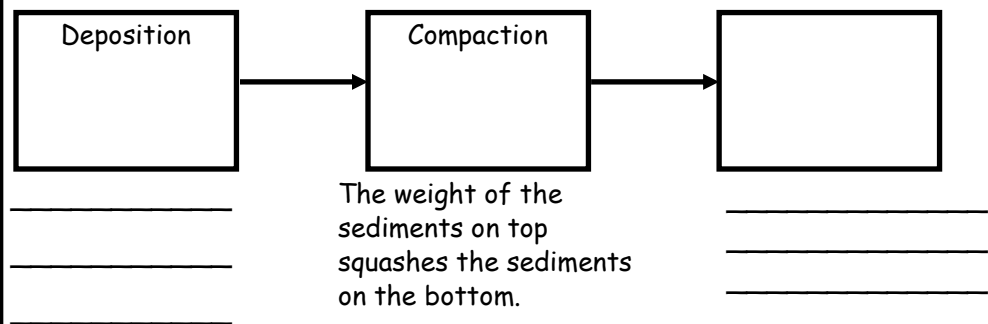 Deposition
Compaction
The weight of the
sediments on top
squashes the sediments
on the bottom.